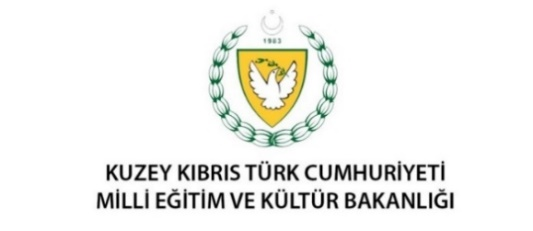 1983
KUZEY KIBRIS TÜRK CUMHURİYETİ
MİLLİ EĞİTİM VE KÜLTÜR BAKANLIĞI